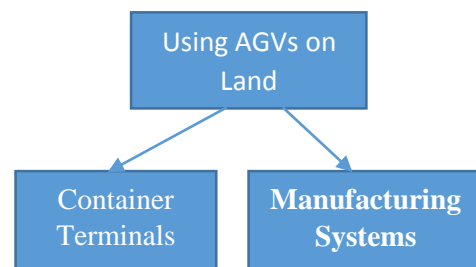 Using AGVs on
Land
Container
Terminals
Manufacturing
Systems